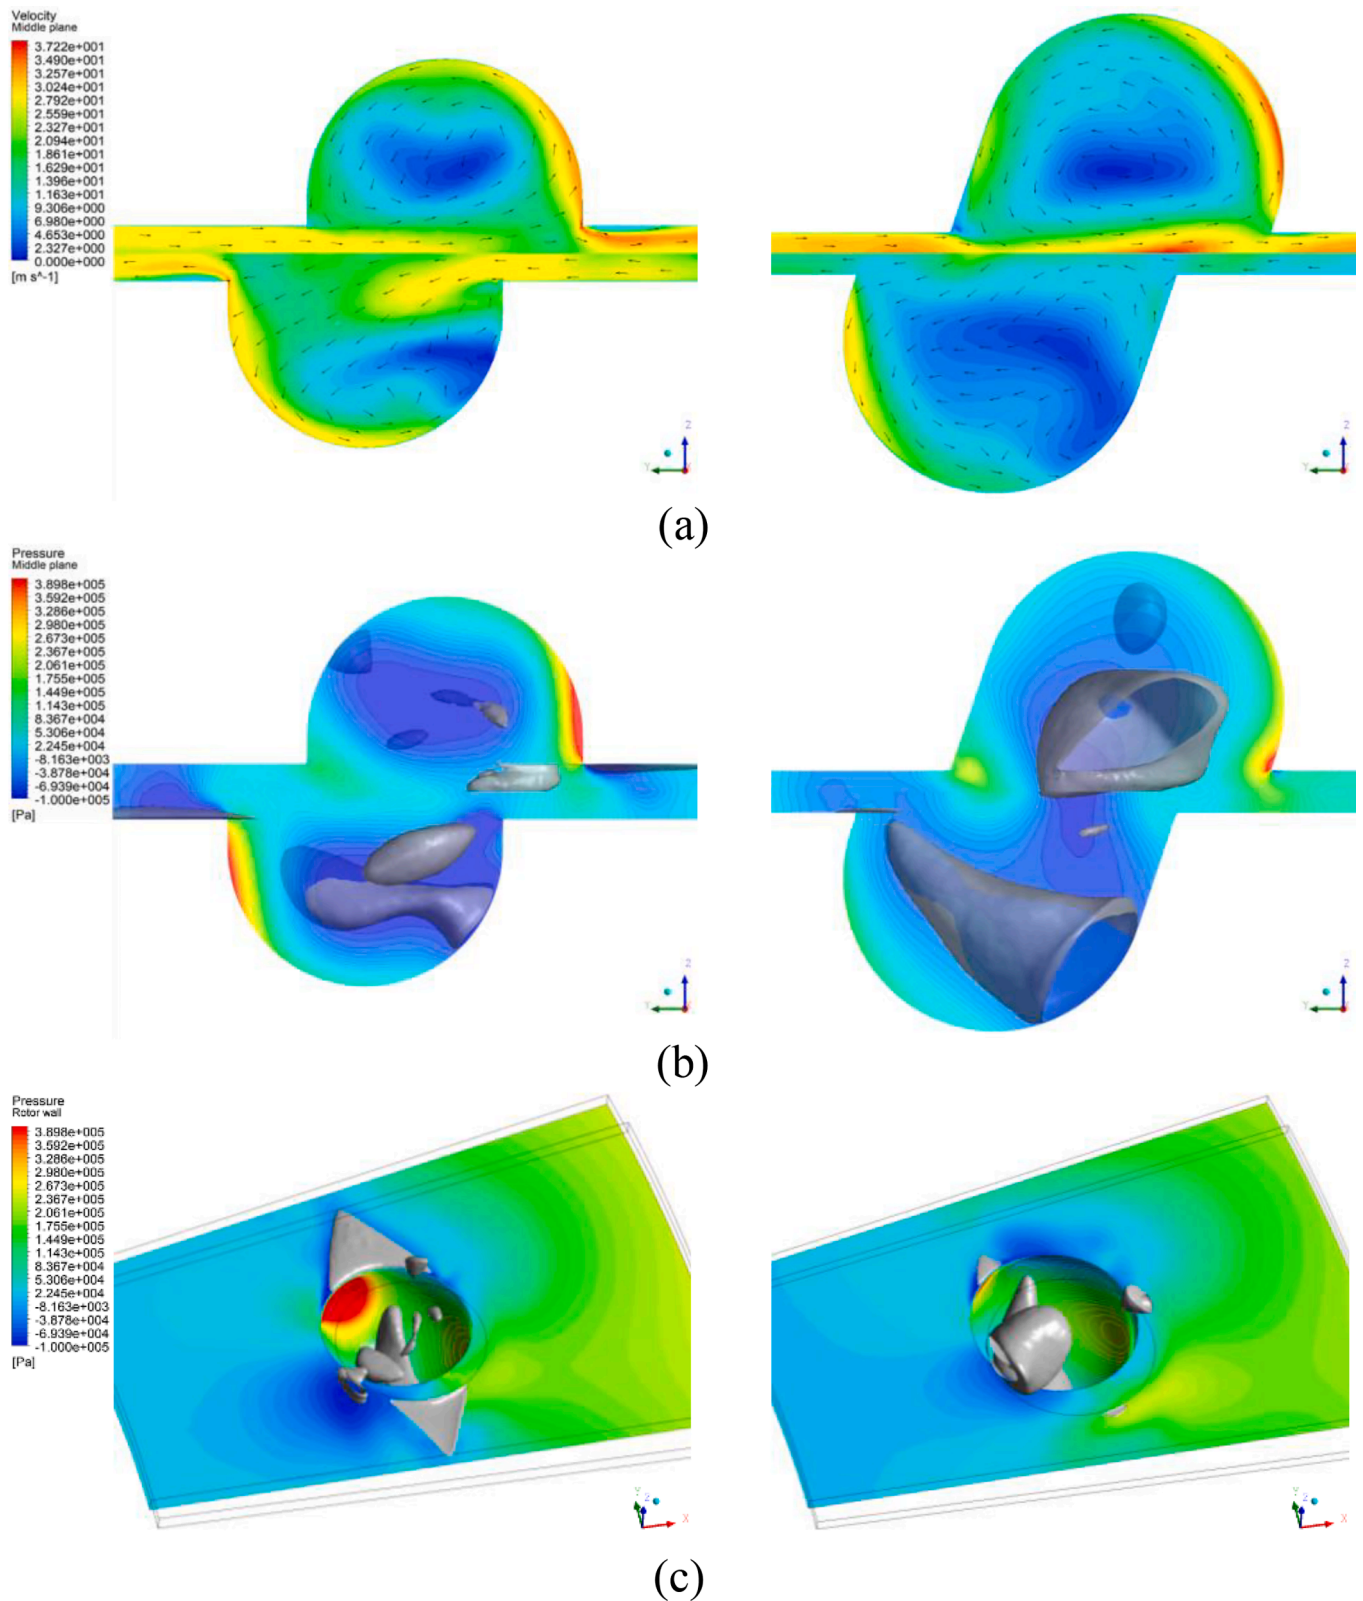 Velocity
Middle plane
3.722e+001
3.490e+001
3.257e+001
3.024e+001
2.792e+001
2.559e+001
2.327e+001
2.094e+001
1.861e+001
1.629e+001
1.396e+001
1.163e+001
9.306e+000
6.980e+000
4.653e+000
2.327e+000
0.000e+000
[m s^-1]
Z
Y
X
Z
Y
X
(a)
Pressure
Middle plane
3.898e+005
3.592e+005
3.286e+005
2.980e+005
2.673e+005
2.367e+005
2.061e+005
1.755e+005
1.449e+005
1.143e+005
8.367e+004
5.306e+004
2.245e+004
-8.163e+003
-3.878e+004
-6.939e+004
-1.000e+005
[Pa]
Z
Y
X
Z
Y
X
(b)
Pressure
Rotor wall
3.898e+005
3.592e+005
3.286e+005
2.980e+005
2.673e+005
2.367e+005
2.061e+005
1.755e+005
1.449e+005
1.143e+005
8.367e+004
5.306e+004
2.245e+004
-8.163e+003
-3.878e+004
-6.939e+004
-1.000e+005
[Pa]
Y
Z
X
Y
Z
X
(c)